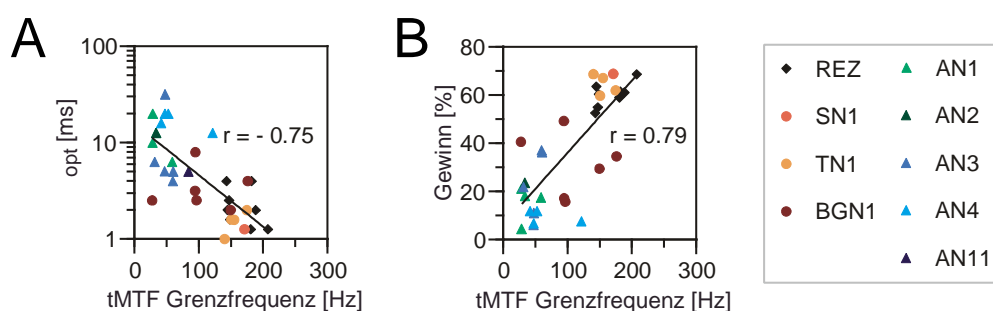 A
opt [ms]
100
10
1
r = - 0.75
0 100 200 300
tMTF Grenzfrequenz [Hz]
B
Gewinn [%]
80
60
40
20
0
r = 0.79
0 100 200 300
tMTF Grenzfrequenz [Hz]
REZ
SN1
TN1
BGN1
AN1
AN2
AN3
AN4
AN11